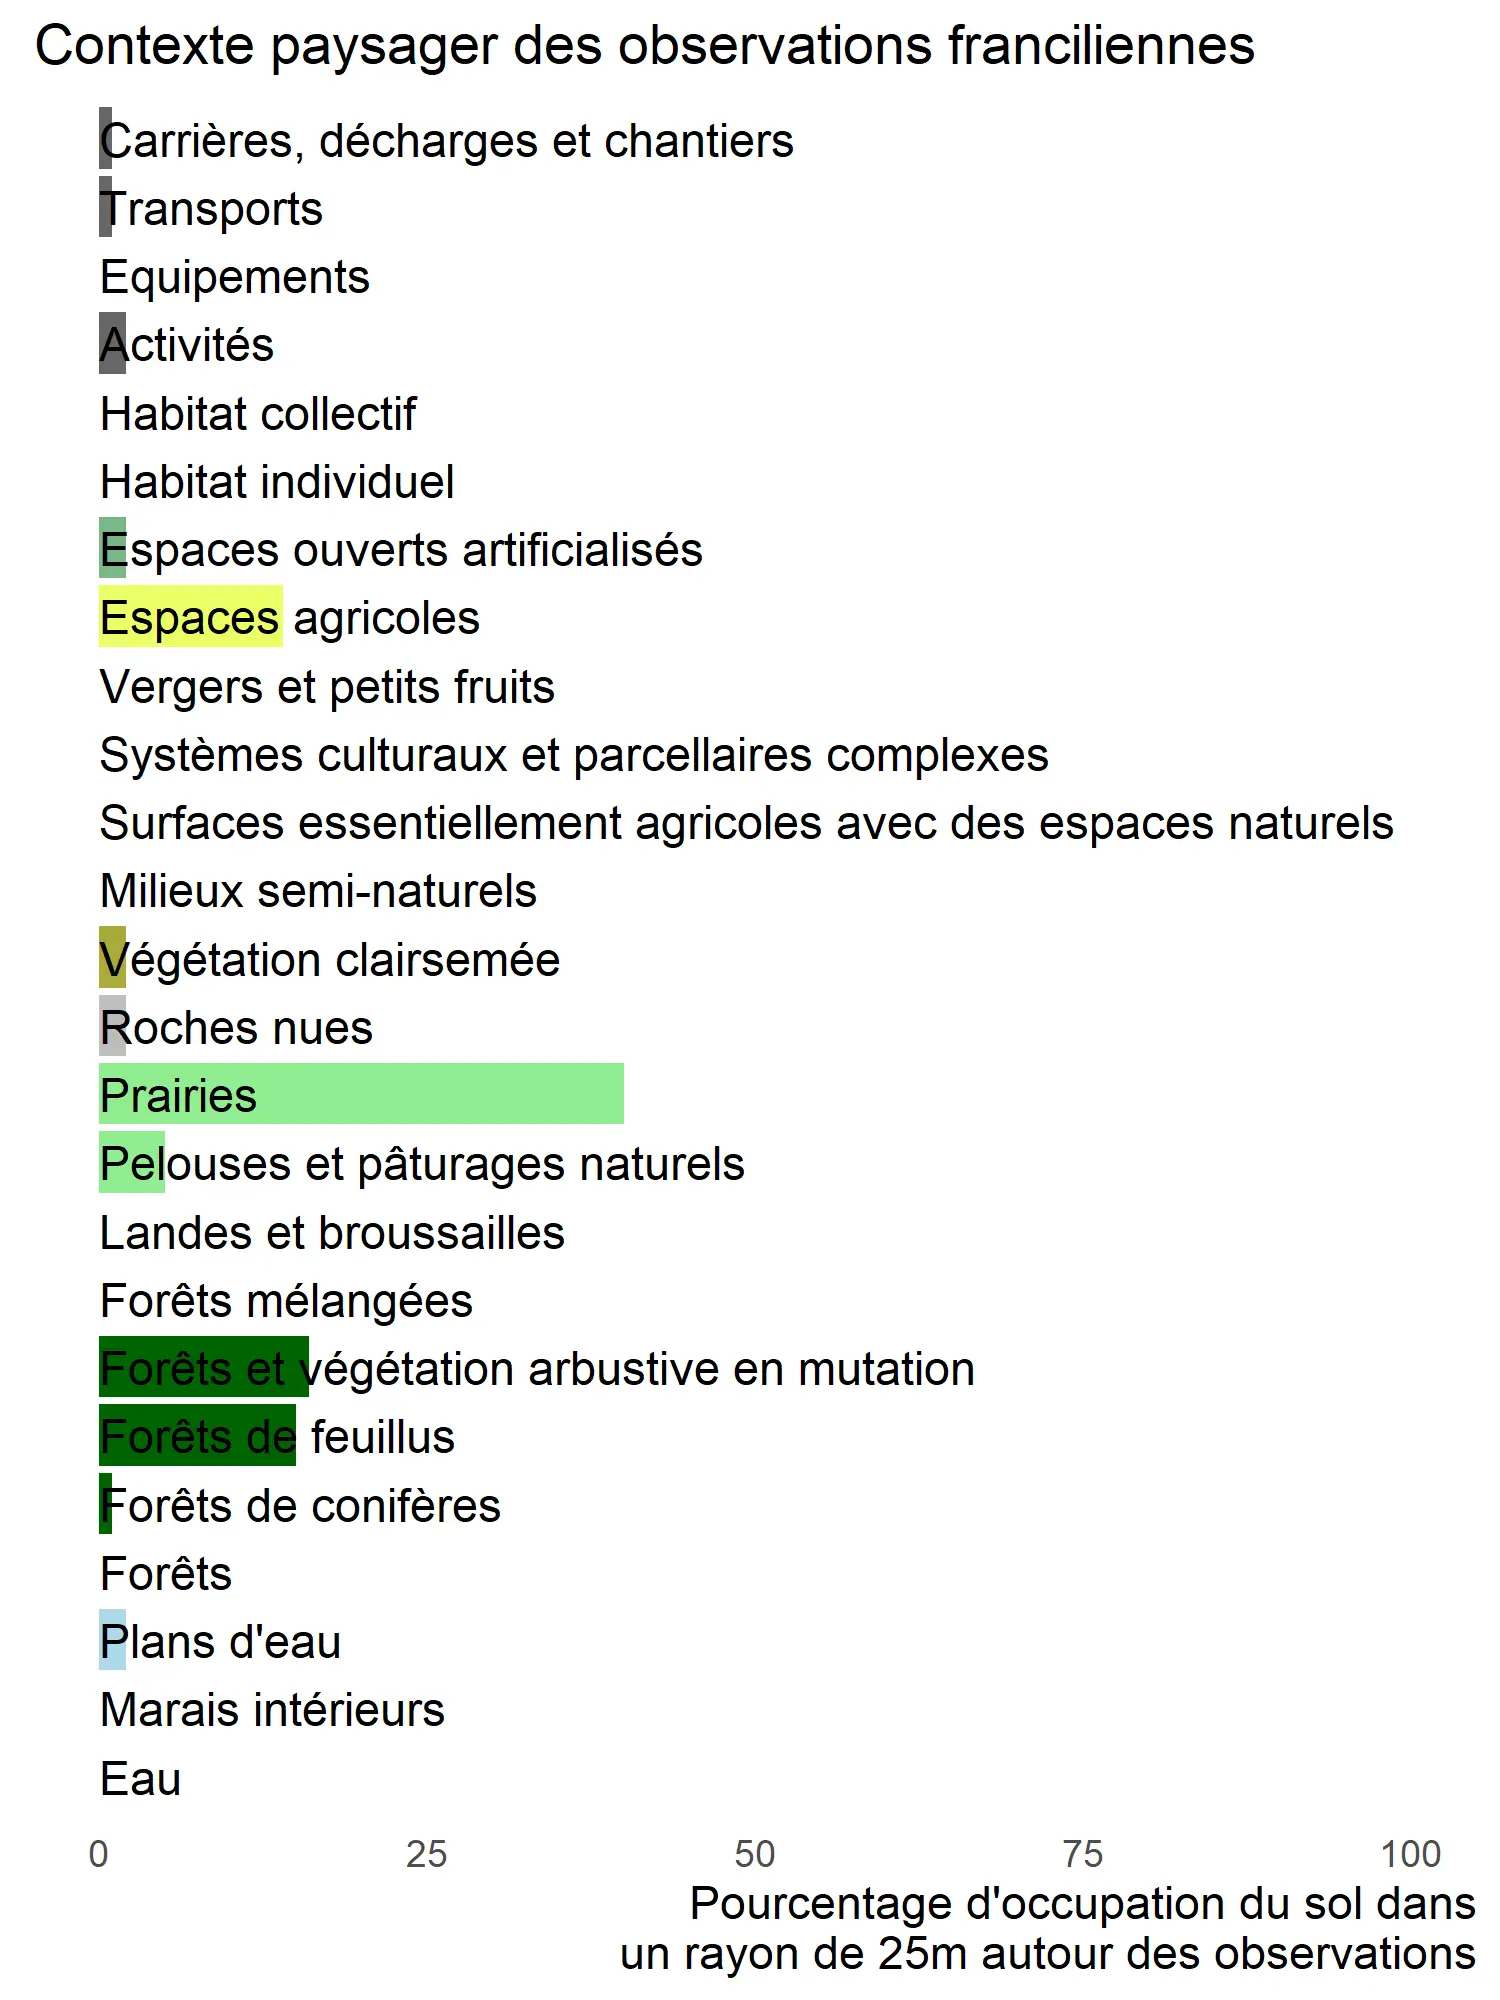 Contexte paysager des observations franciliennes
Carrières, décharges et chantiers
Transports
Equipements
Activités
Habitat collectif
Habitat individuel
Espaces ouverts artificialisés
Espaces agricoles
Vergers et petits fruits
Systèmes culturaux et parcellaires complexes
Surfaces essentiellement agricoles avec des espaces naturels
Milieux semi-naturels
Végétation clairsemée
Roches nues
Prairies
Pelouses et pâturages naturels
Landes et broussailles
Forêts mélangées
Forêts et végétation arbustive en mutation
Forêts de feuillus
Forêts de conifères
Forêts
Plans d'eau
Marais intérieurs
Eau
0 25 50 75 100
Pourcentage d'occupation du sol dans
un rayon de 25m autour des observations